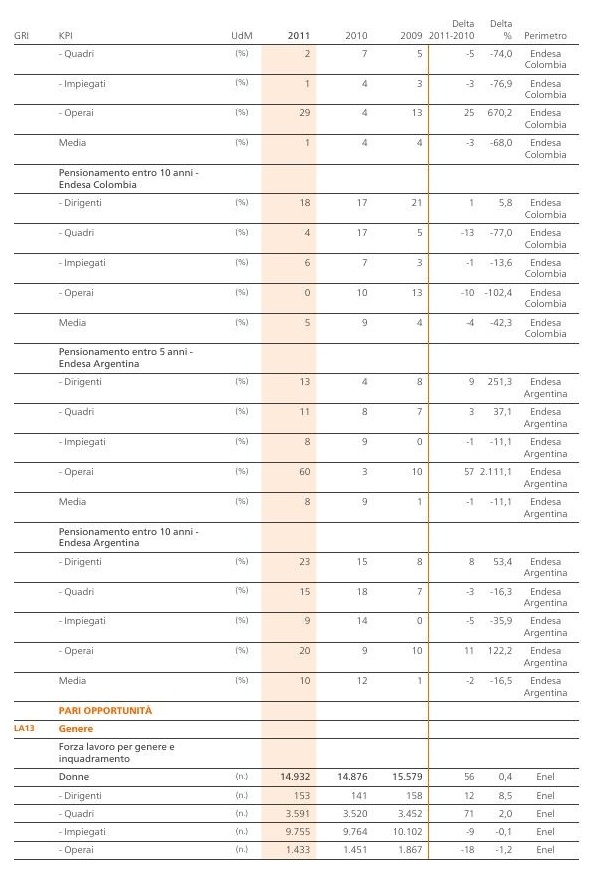 Delta Delta
GRI KPI UdM 2011 2010 2009 2011-2010 % Perimetro
- Quadri (%) 2 7 5 -5 -74,0 Endesa
Colombia
- Impiegati (%) 1 4 3 -3 -76,9 Endesa
Colombia
- Operai (%) 29 4 13 25 670,2 Endesa
Colombia
Media (%) 1 4 4 -3 -68,0 Endesa
Colombia
Pensionamento entro 10 anni -
Endesa Colombia
- Dirigenti (%) 18 17 21 1 5,8 Endesa
Colombia
- Quadri (%) 4 17 5 -13 -77,0 Endesa
Colombia
- Impiegati (%) 6 7 3 -1 -13,6 Endesa
Colombia
- Operai (%) 0 10 13 -10 -102,4 Endesa
Colombia
Media (%) 5 9 4 -4 -42,3 Endesa
Colombia
Pensionamento entro 5 anni -
Endesa Argentina
- Dirigenti (%) 13 4 8 9 251,3 Endesa
Argentina
- Quadri (%) 11 8 7 3 37,1 Endesa
Argentina
- Impiegati (%) 8 9 0 -1 -11,1 Endesa
Argentina
- Operai (%) 60 3 10 57 2.111,1 Endesa
Argentina
Media (%) 8 9 1 -1 -11,1 Endesa
Argentina
Pensionamento entro 10 anni -
Endesa Argentina
- Dirigenti (%) 23 15 8 8 53,4 Endesa
Argentina
- Quadri (%) 15 18 7 -3 -16,3 Endesa
Argentina
- Impiegati (%) 9 14 0 -5 -35,9 Endesa
Argentina
- Operai (%) 20 9 10 11 122,2 Endesa
Argentina
Media (%) 10 12 1 -2 -16,5 Endesa
Argentina
PARI OPPORTUNITÀ
LA13 Genere
Forza lavoro per genere e
inquadramento
Donne (n.) 14.932 14.876 15.579 56 0,4 Enel
- Dirigenti (n.) 153 141 158 12 8,5 Enel
- Quadri (n.) 3.591 3.520 3.452 71 2,0 Enel
- Impiegati (n.) 9.755 9.764 10.102 -9 -0,1 Enel
- Operai (n.) 1.433 1.451 1.867 -18 -1,2 Enel